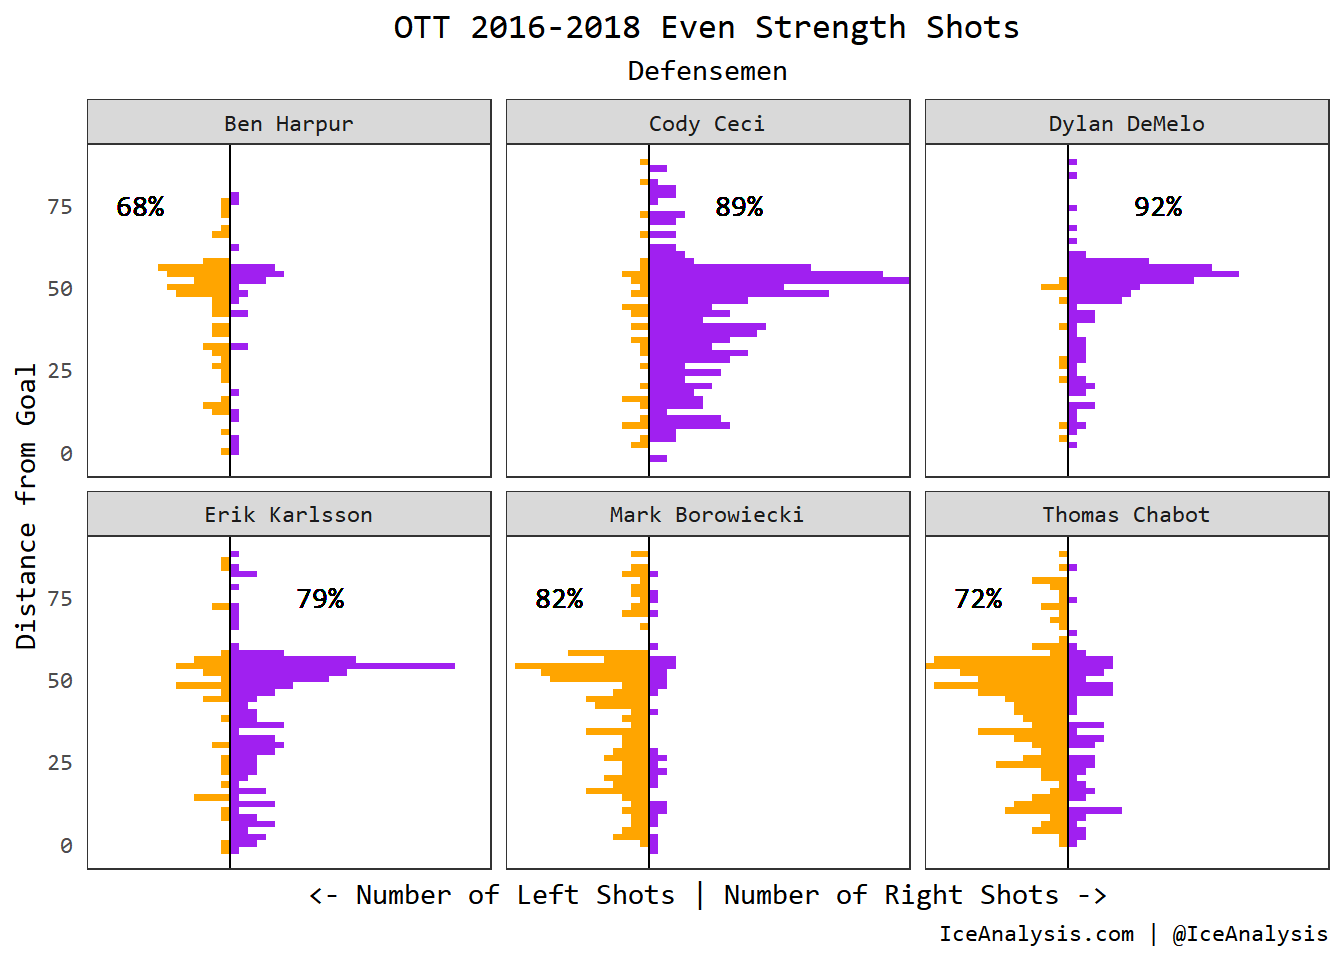 OTT 2016-2018 Even Strength Shots
Defensemen
Ben Harpur
Cody Ceci
Dylan DeMelo
68%
89%
92%
75
50
25
0
Distance from Goal
Erik Karlsson
Mark Borowiecki
Thomas Chabot
79%
82%
72%
75
50
25
0
<- Number of Left Shots | Number of Right Shots ->
IceAnalysis.com | @IceAnalysis